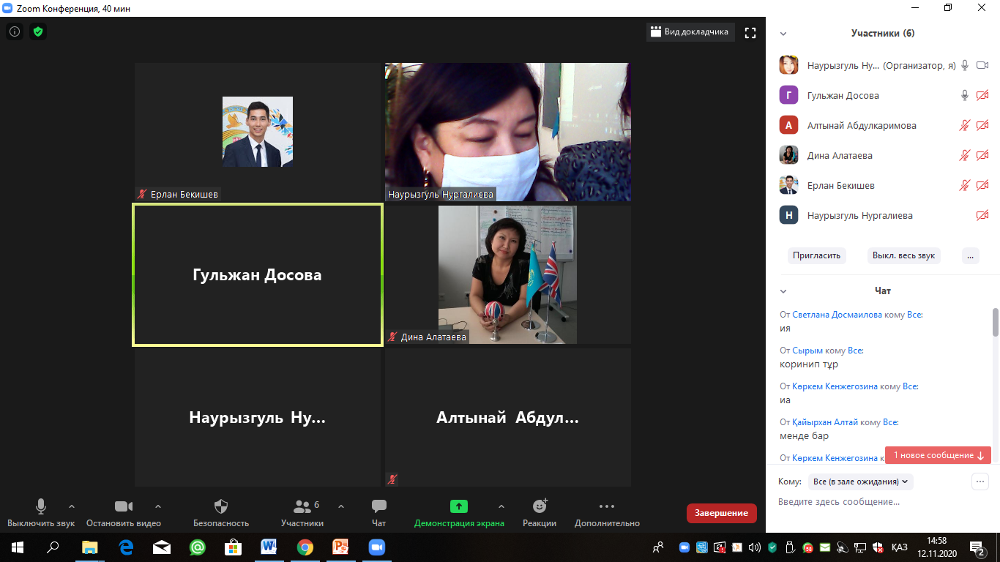 Zoom Конференция, 40 мин
Вид докладчика
Ерлан Бекишев
Наурызгуль Нургалиева
Гульжан Досова
Дина Алатаева
Наурызгуль Ну...
Алтынай Абдул...
Участники (6)
Наурызгуль Ну... (Организатор, я)
Г Гульжан Досова
А Алтынай Абдулкаримова
Дина Алатаева
Ерлан Бекишев
Н Наурызгуль Нургалиева
Пригласить Выкл. весь звук ...
Чат
От Светлана Досмаилова кому Все:
ия
От Сырым кому Все:
коринип тұр
От Көркем Кенжегозина кому Все:
иа
От Қайырхан Алтай кому Все:
менде бар
От Көркем Кенжегозина к
1 новое сообщение
Кому: Все (в зале ожидания)
Введите здесь сообщение...
Выключить звук Остановить видео Безопасность Участники 6 Чат Демонстрация экрана Реакции Дополнительно Завершение
ҚАЗ
14:58
12.11.2020
2